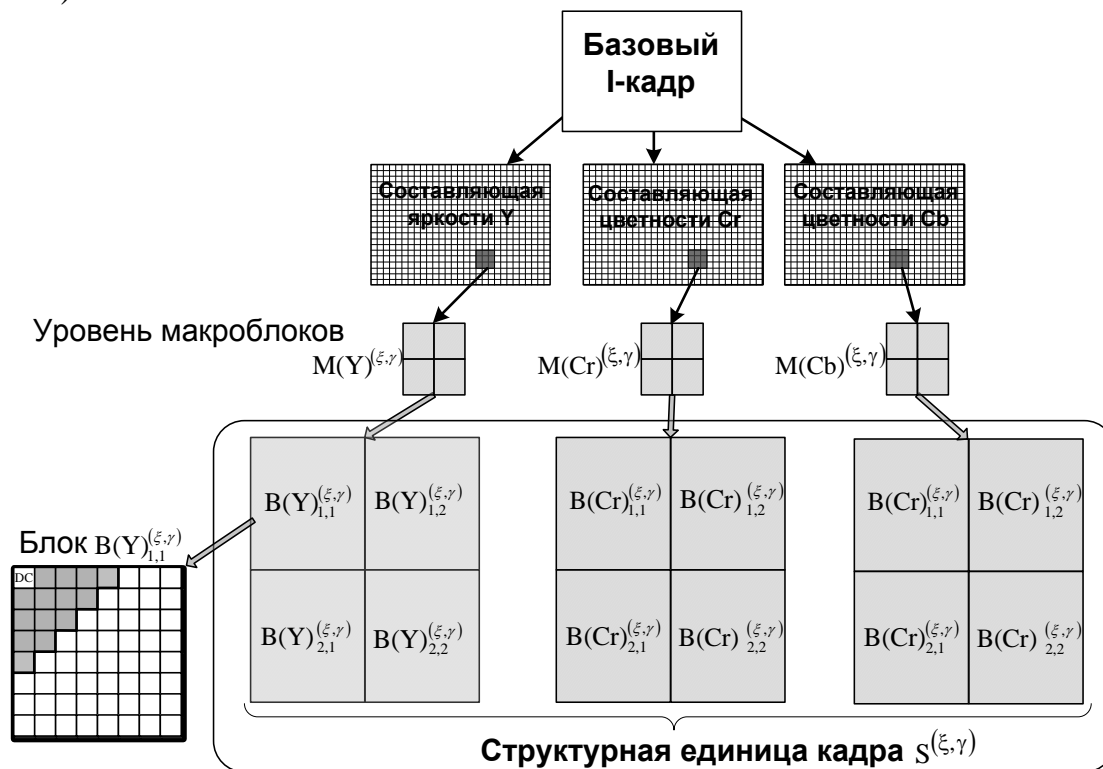 )
Базовый
I-кадр
Составляющая яркости Y
Составляющая цветности Cr
Составляющая цветности Cb
Уровень макроблоков
M(Y)^(ξ,γ)
M(Cr)^(ξ,γ)
M(Cb)^(ξ,γ)
B(Y)_1,1^(ξ,γ) B(Y)_1,2^(ξ,γ) B(Cr)_1,1^(ξ,γ) B(Cr)_1,2^(ξ,γ) B(Cr)_1,1^(ξ,γ) B(Cr)_1,2^(ξ,γ)
Блок B(Y)_1,1^(ξ,γ)
DC
B(Y)_2,1^(ξ,γ) B(Y)_2,2^(ξ,γ) B(Cr)_2,1^(ξ,γ) B(Cr)_2,2^(ξ,γ) B(Cr)_2,1^(ξ,γ) B(Cr)_2,2^(ξ,γ)
Структурная единица кадра S^(ξ,γ)